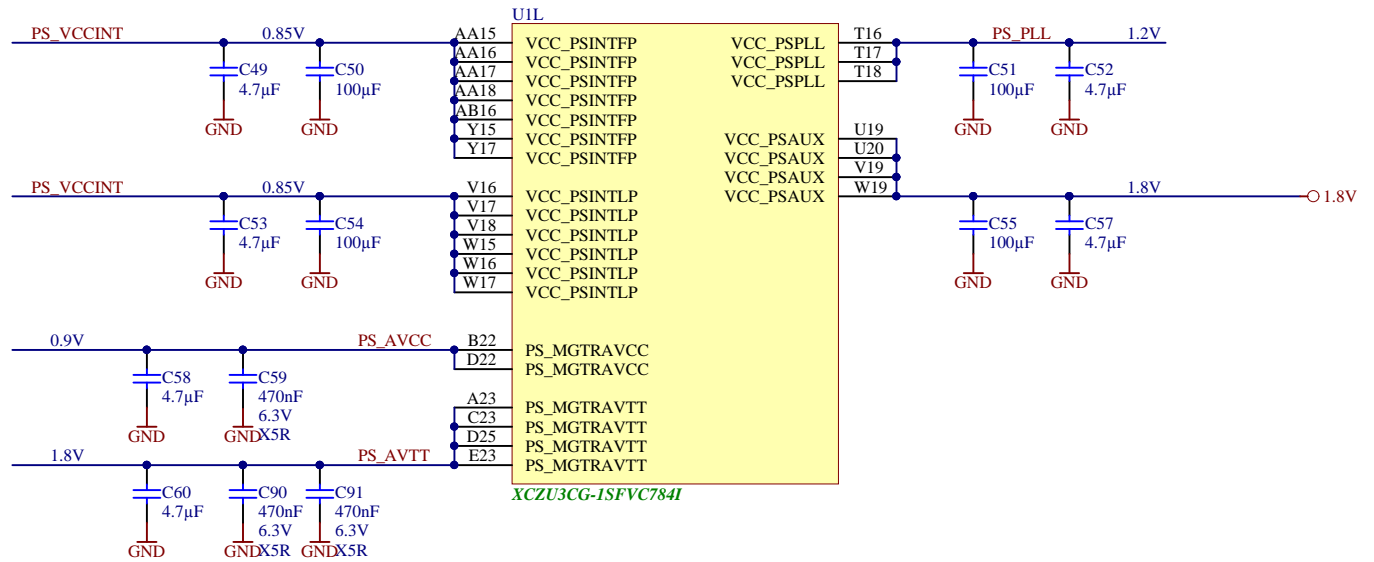 U1L
PS_VCCINT 0.85V
C49
4.7µF
GND
C50
100µF
GND
AA15 VCC_PSINTFP
AA16 VCC_PSINTFP
AA17 VCC_PSINTFP
AA18 VCC_PSINTFP
AB16 VCC_PSINTFP
Y15 VCC_PSINTFP
Y17 VCC_PSINTFP
VCC_PSPLL T16
VCC_PSPLL T17
VCC_PSPLL T18
PS_PLL 1.2V
C51
100µF
GND
C52
4.7µF
GND
VCC_PSAUX U19
VCC_PSAUX U20
VCC_PSAUX V19
VCC_PSAUX W19
1.8V 1.8V
C55
100µF
GND
C57
4.7µF
GND
PS_VCCINT 0.85V
C53
4.7µF
GND
C54
100µF
GND
V16 VCC_PSINTLP
V17 VCC_PSINTLP
V18 VCC_PSINTLP
W15 VCC_PSINTLP
W16 VCC_PSINTLP
W17 VCC_PSINTLP
0.9V PS_AVCC
C58
4.7µF
GND
C59
470nF
6.3V
X5R
GND
B22 PS_MGTRAVCC
D22 PS_MGTRAVCC
A23 PS_MGTRAVTT
C23 PS_MGTRAVTT
D25 PS_MGTRAVTT
E23 PS_MGTRAVTT
1.8V PS_AVTT
C60
4.7µF
GND
C90
470nF
6.3V
X5R
GND
C91
470nF
6.3V
X5R
GND
XCZU3CG-1SFVC784I